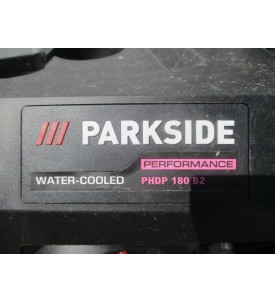 /// PARKSIDE
PERFORMANCE
WATER-COOLED PHDP 180 B2